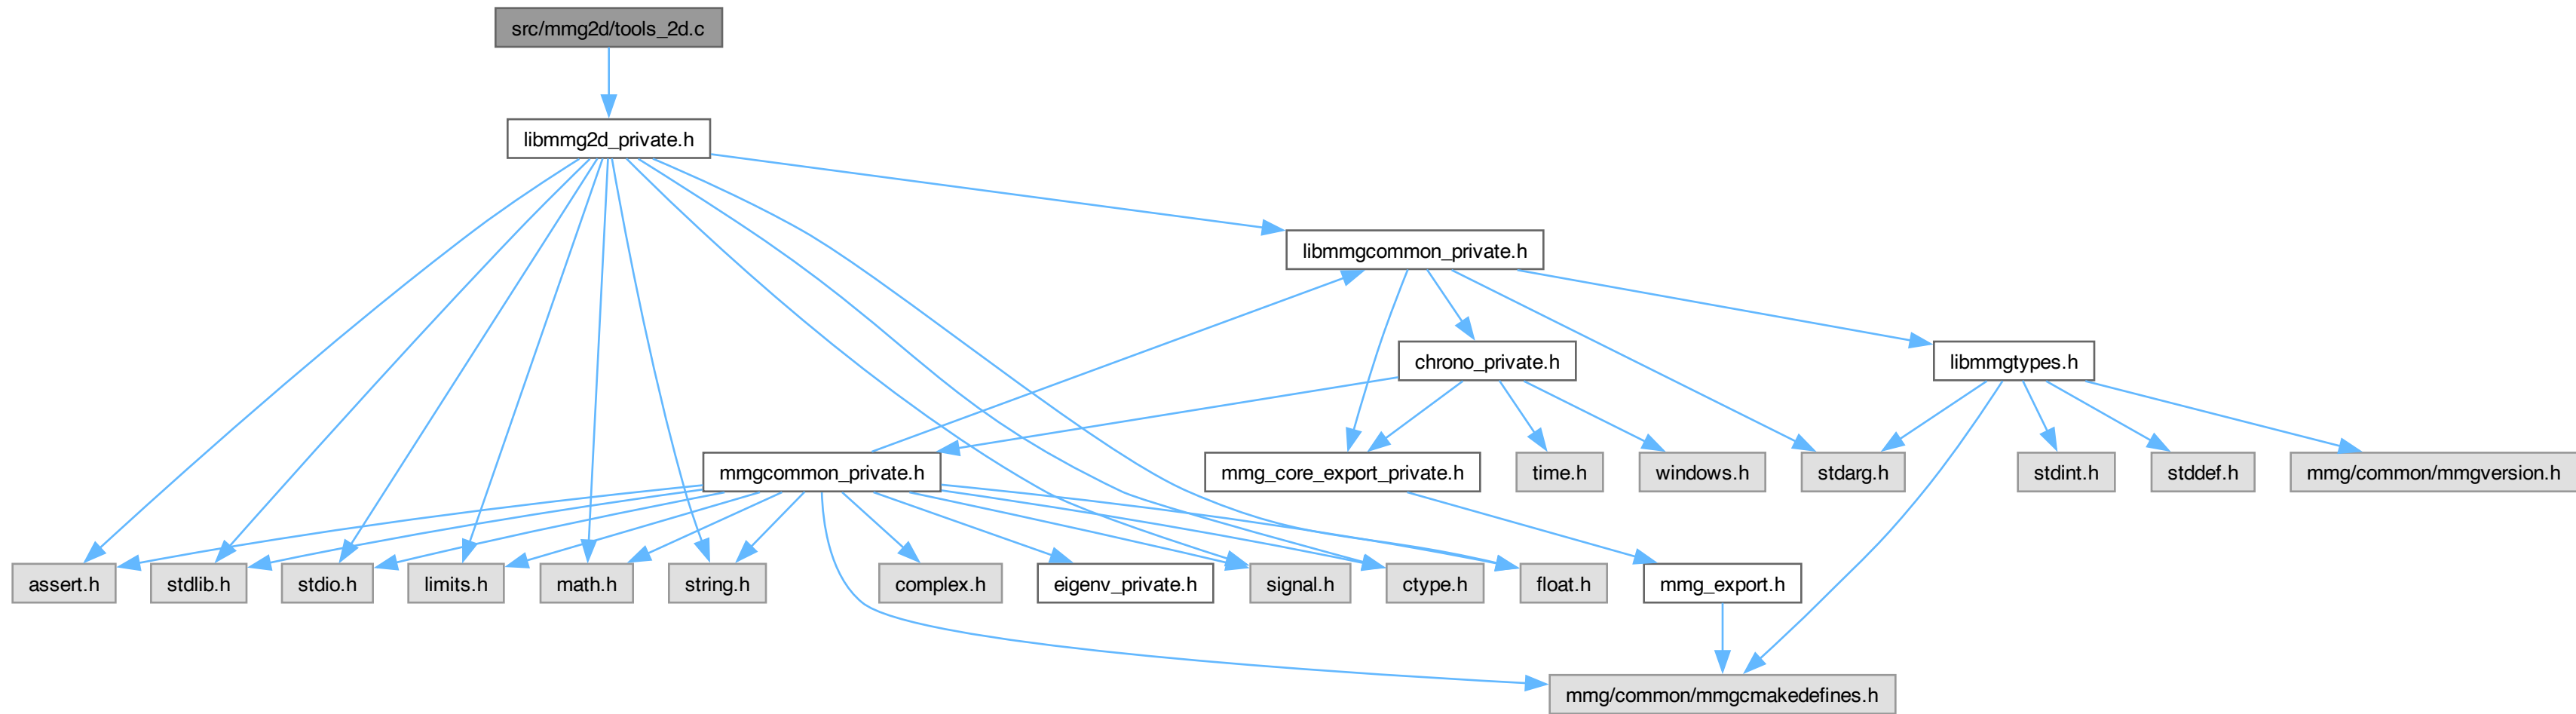 src/mmg2d/tools_2d.c
libmmg2d_private.h
libmmgcommon_private.h
chrono_private.h
libmmgtypes.h
mmgcommon_private.h
mmg_core_export_private.h
time.h
windows.h
stdarg.h
stdint.h
stddef.h
mmg/common/mmgversion.h
assert.h
stdlib.h
stdio.h
limits.h
math.h
string.h
complex.h
eigenv_private.h
signal.h
ctype.h
float.h
mmg_export.h
mmg/common/mmgcmakedefines.h